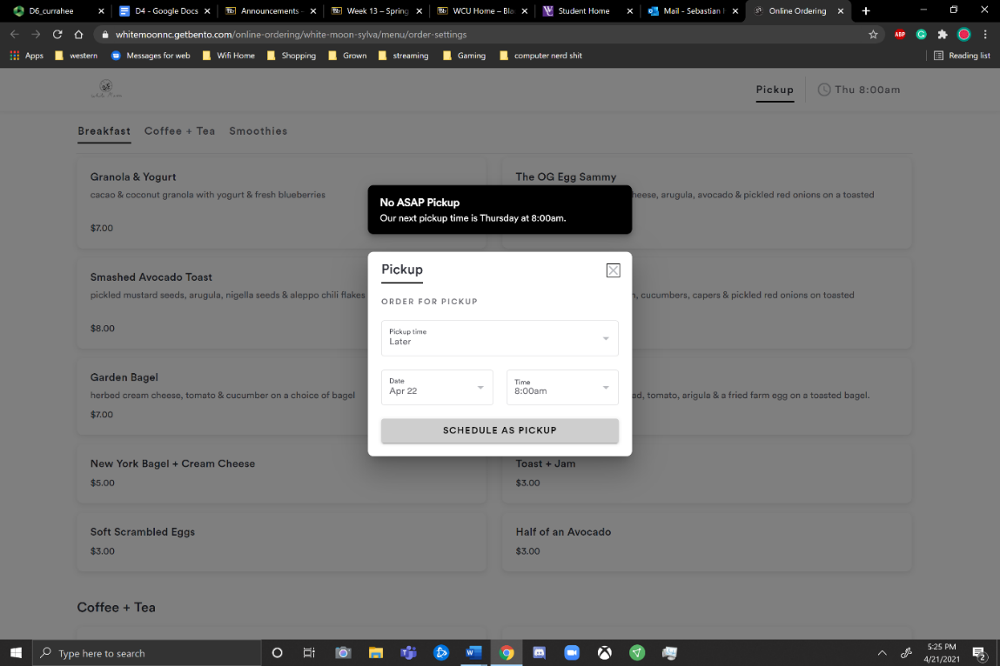 D6_currahee
D4 - Google Docs
Announcements –
Week 13 – Spring
WCU Home – Bla
Student Home
Mail - Sebastian
Online Ordering
whitemoonnc.getbento.com/online-ordering/white-moon-sylva/menu/order-settings
ABP
Apps
western
Messages for web
Wifi Home
Shopping
Grown
streaming
Gaming
computer nerd shit
Reading list
Pickup
Thu 8:00am
Breakfast
Coffee + Tea
Smoothies
Granola & Yogurt
cacao & coconut granola with yogurt & fresh blueberries
$7.00
The OG Egg Sammy
heese, arugula, avocado & pickled red onions on a toasted
No ASAP Pickup
Our next pickup time is Thursday at 8:00am.
Smashed Avocado Toast
pickled mustard seeds, arugula, nigella seeds & aleppo chili flakes
$8.00
, cucumbers, capers & pickled red onions on toasted
Pickup
ORDER FOR PICKUP
Pickup time
Later
Date
Apr 22
Time
8:00am
SCHEDULE AS PICKUP
Garden Bagel
herbed cream cheese, tomato & cucumber on a choice of bagel
$7.00
ad, tomato, arigula & a fried farm egg on a toasted bagel.
New York Bagel + Cream Cheese
$5.00
Toast + Jam
$3.00
Soft Scrambled Eggs
$3.00
Half of an Avocado
$3.00
Coffee + Tea
Type here to search
5:25 PM
4/21/2021
2